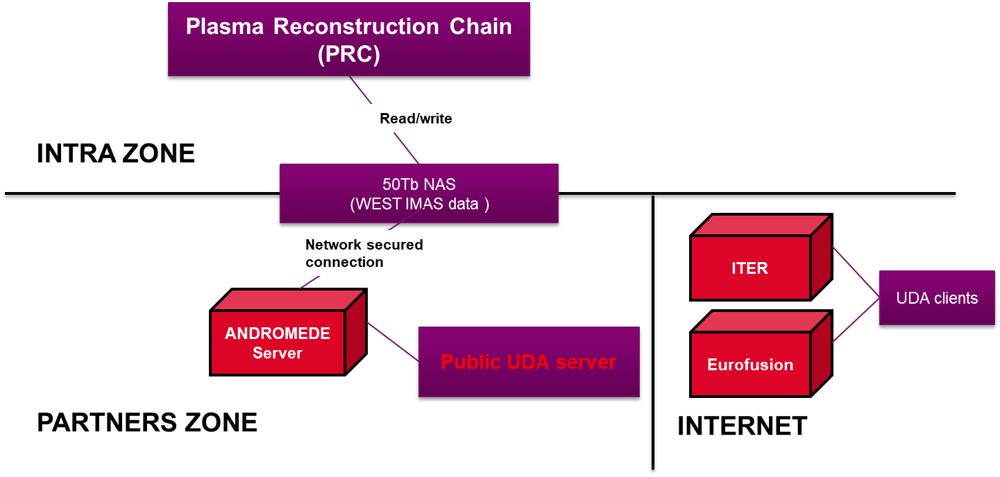 Plasma Reconstruction Chain
(PRC)
Read/write
INTRA ZONE
50Tb NAS
(WEST IMAS data )
Network secured
connection
ANDROMEDE
Server
Public UDA server
PARTNERS ZONE
ITER
UDA clients
Eurofusion
INTERNET